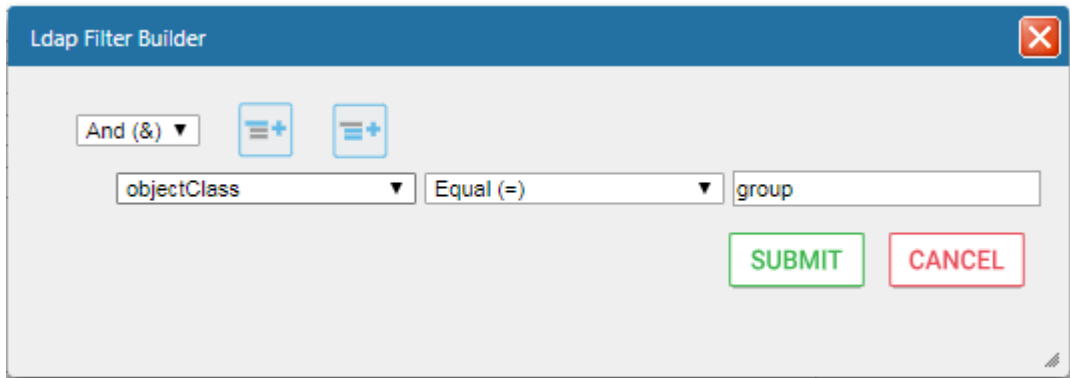 Ldap Filter Builder
And (&)
objectClass Equal (=) group
SUBMIT CANCEL